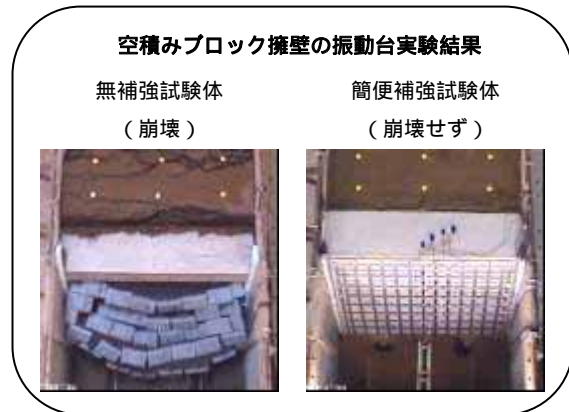 空積みブロック擁壁の振動台実験結果
無補強試験体
（崩壊）
簡便補強試験体
（崩壊せず）